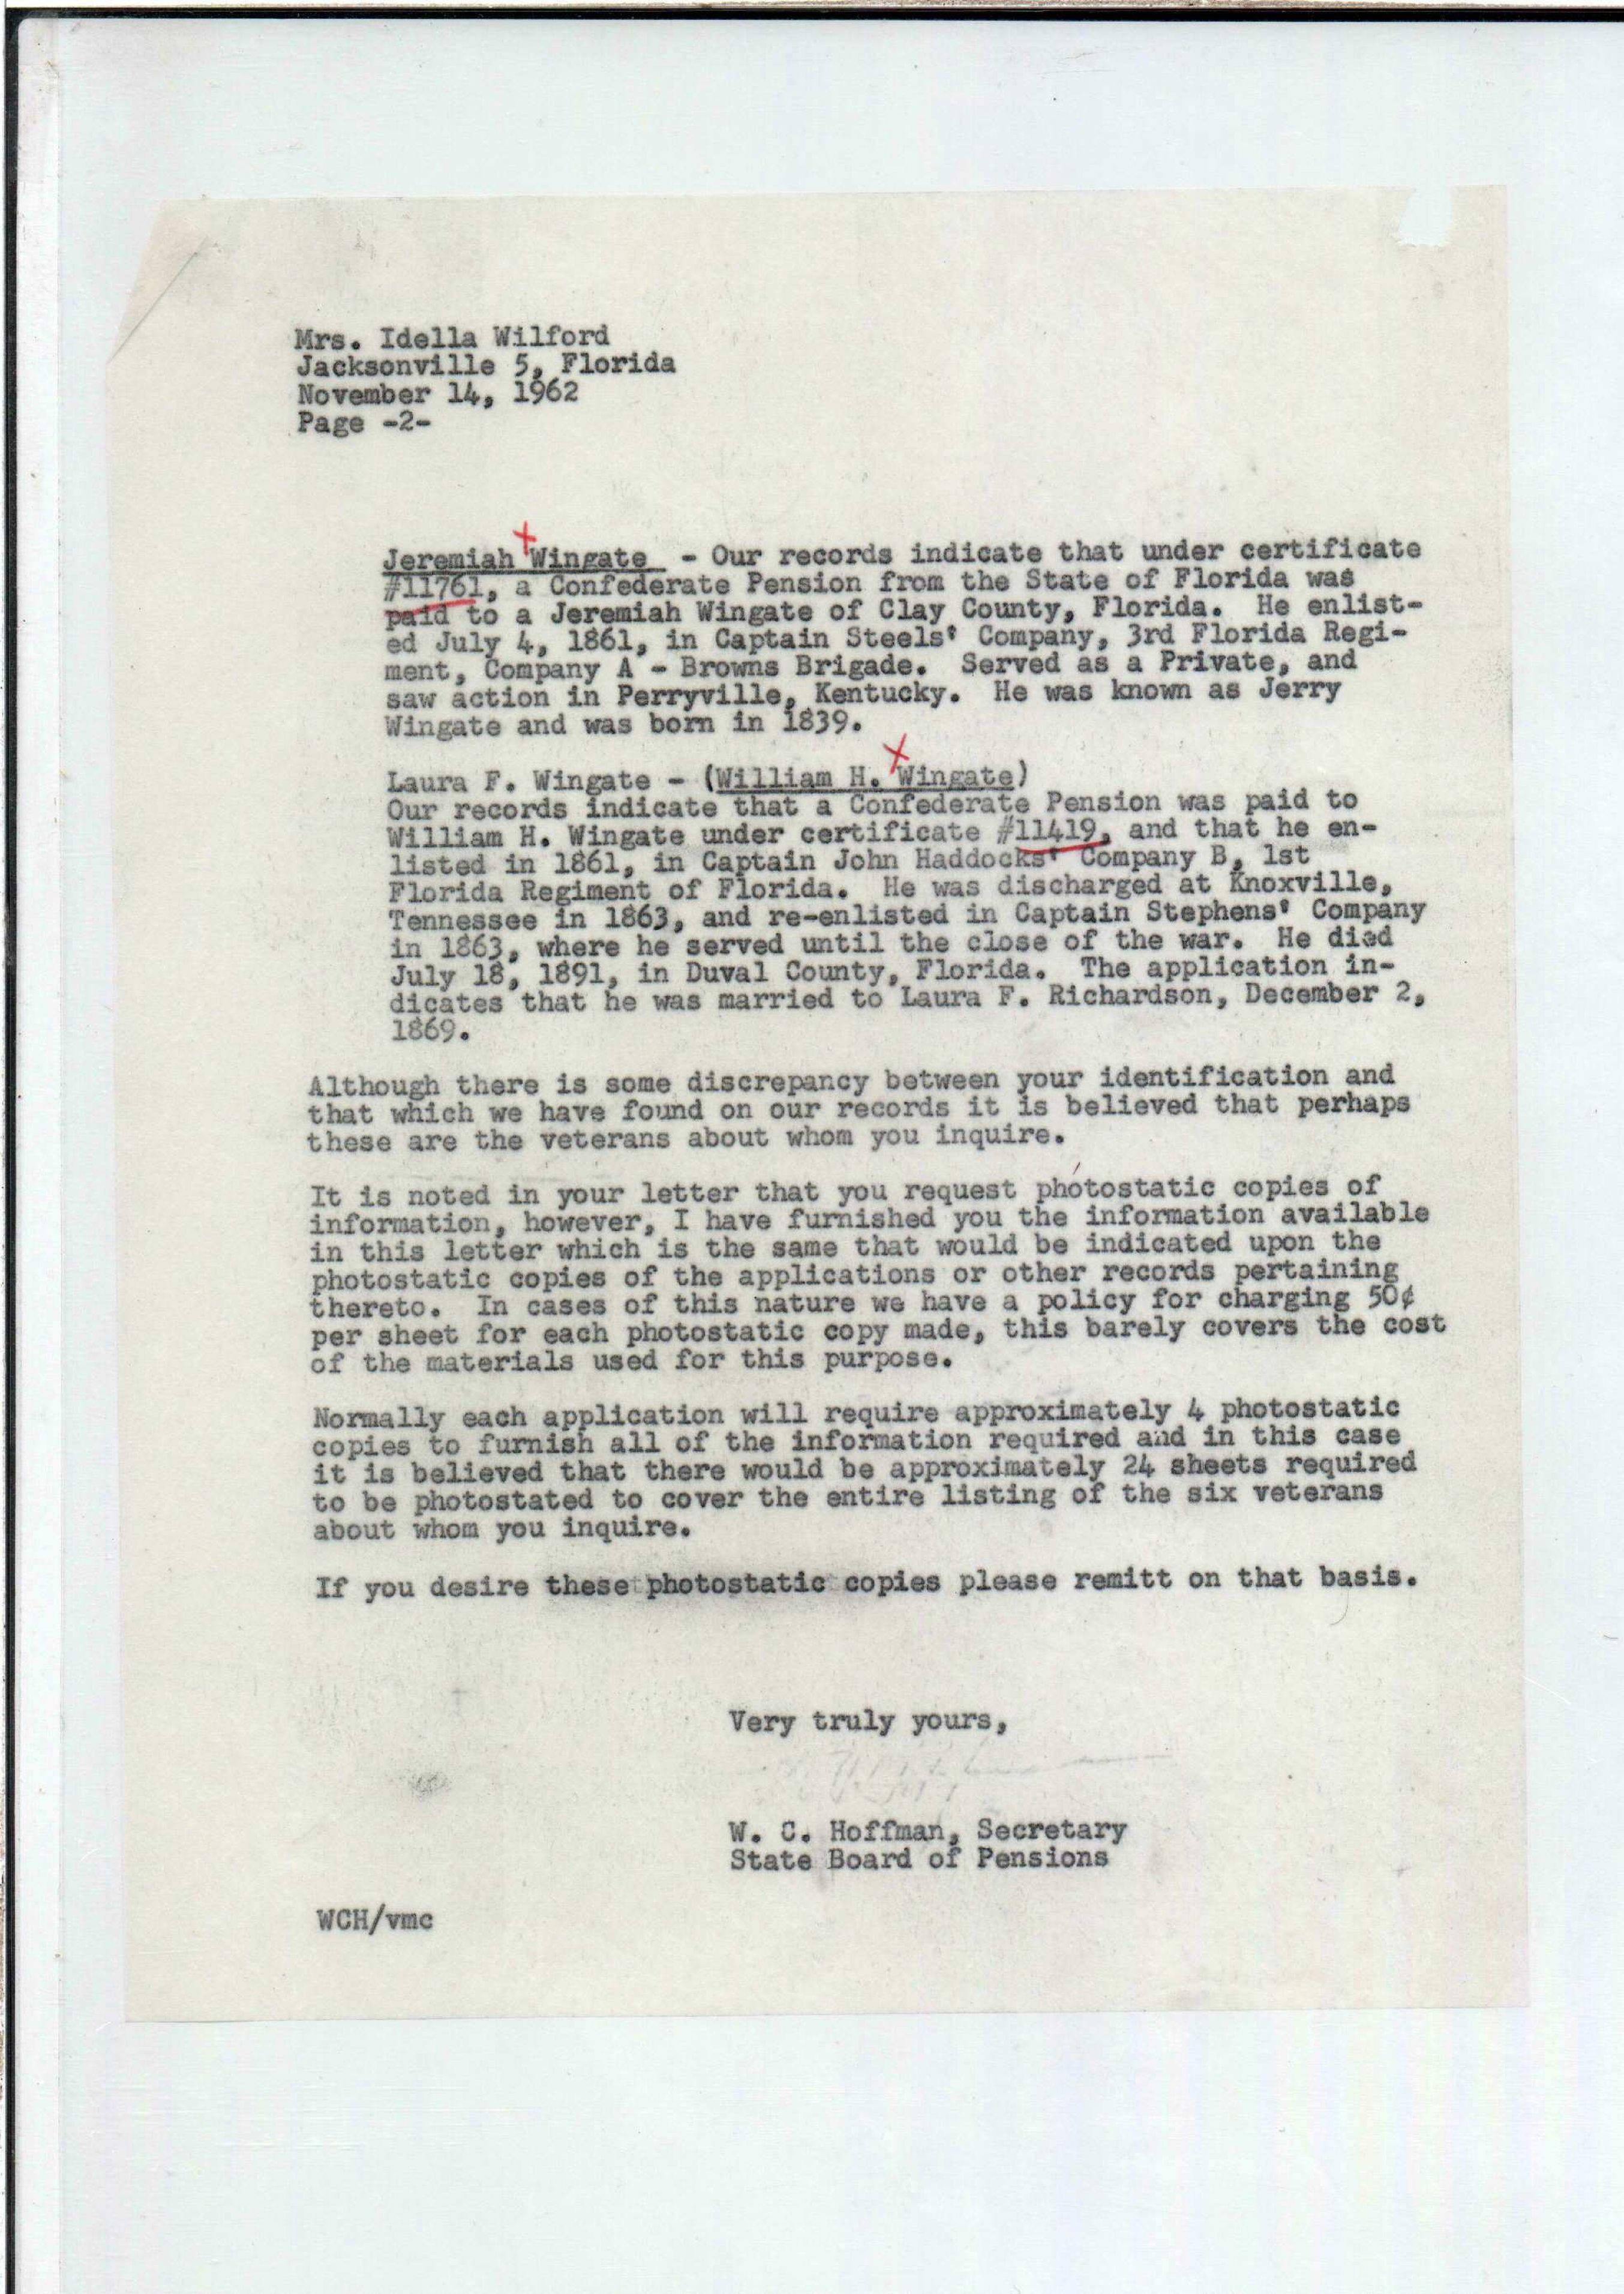 Mrs. Idella Wilford
Jacksonville 5, Florida
November 14, 1962
Page -2-
Jeremiah Wingate - Our records indicate that under certificate
#11761, a Confederate Pension from the State of Florida was
paid to a Jeremiah Wingate of Clay County, Florida. He enlist-
ed July 4, 1861, in Captain Steels' Company, 3rd Florida Regi-
ment, Company A - Browns Brigade. Served as a Private, and
saw action in Perryville, Kentucky. He was known as Jerry
Wingate and was born in 1839.
Laura F. Wingate - (William H. Wingate)
Our records indicate that a Confederate Pension was paid to
William H. Wingate under certificate #11419, and that he en-
listed in 1861, in Captain John Haddocks' Company B, 1st
Florida Regiment of Florida. He was discharged at Knoxville,
Tennessee in 1863, and re-enlisted in Captain Stephens' Company
in 1863, where he served until the close of the war. He died
July 18, 1891, in Duval County, Florida. The application in-
dicates that he was married to Laura F. Richardson, December 2,
1869.
Although there is some discrepancy between your identification and
that which we have found on our records it is believed that perhaps
these are the veterans about whom you inquire.
It is noted in your letter that you request photostatic copies of
information, however, I have furnished you the information available
in this letter which is the same that would be indicated upon the
photostatic copies of the applications or other records pertaining
thereto. In cases of this nature we have a policy for charging 50¢
per sheet for each photostatic copy made, this barely covers the cost
of the materials used for this purpose.
Normally each application will require approximately 4 photostatic
copies to furnish all of the information required and in this case
it is believed that there would be approximately 24 sheets required
to be photostated to cover the entire listing of the six veterans
about whom you inquire.
If you desire these photostatic copies please remitt on that basis.
Very truly yours,
W. C. Hoffman, Secretary
State Board of Pensions
WCH/vmc